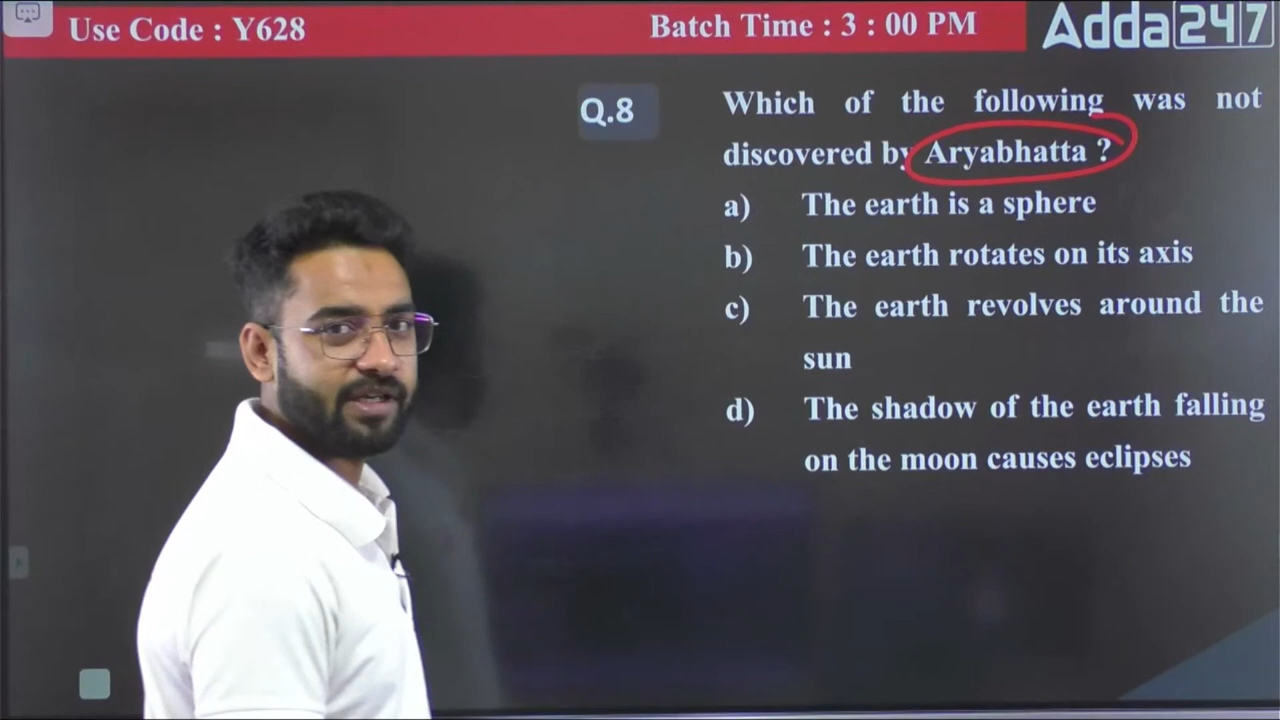 Use Code : Y628
Batch Time : 3 : 00 PM
Adda247
Q.8
Which of the following was not
discovered by Aryabhatta ?
a) The earth is a sphere
b) The earth rotates on its axis
c) The earth revolves around the
sun
d) The shadow of the earth falling
on the moon causes eclipses